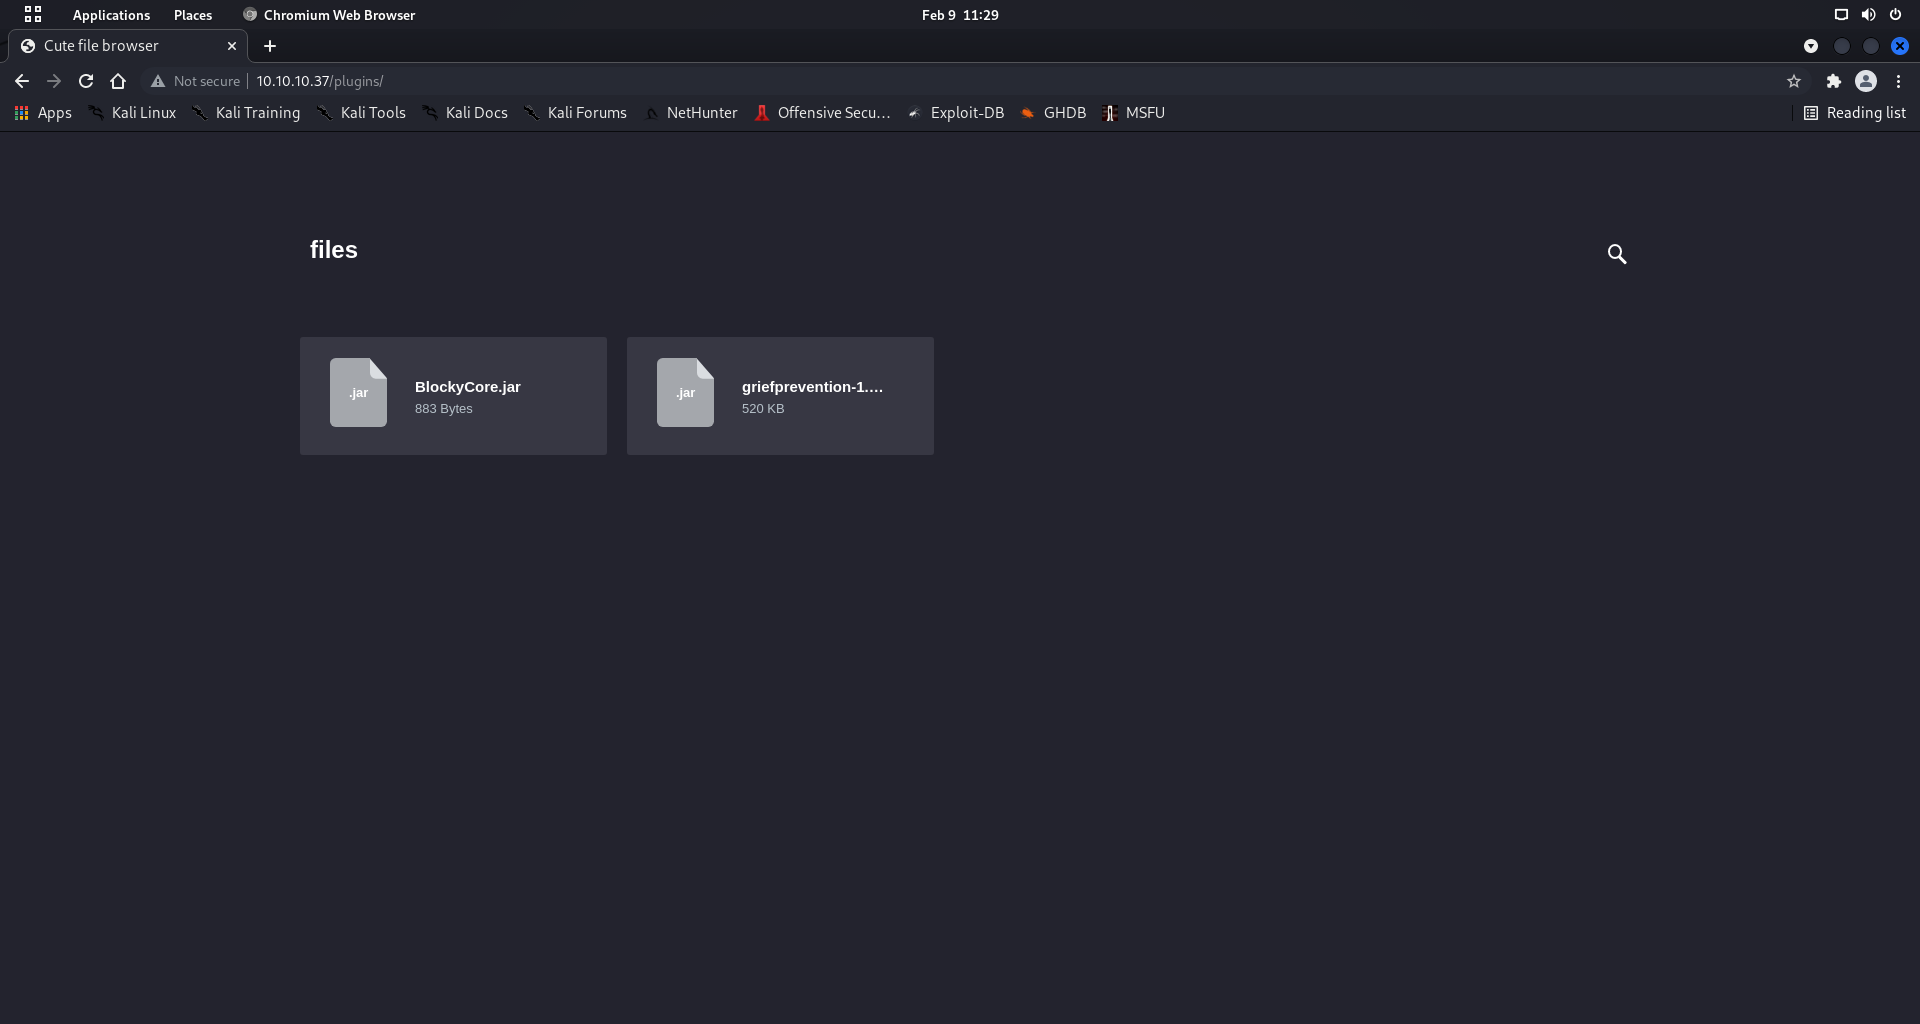 Applications Places Chromium Web Browser Feb 9 11:29
Cute file browser
Not secure 10.10.10.37/plugins/
Apps Kali Linux Kali Training Kali Tools Kali Docs Kali Forums NetHunter Offensive Secu… Exploit-DB GHDB MSFU Reading list
files
.jar BlockyCore.jar
883 Bytes
.jar griefprevention-1.…
520 KB